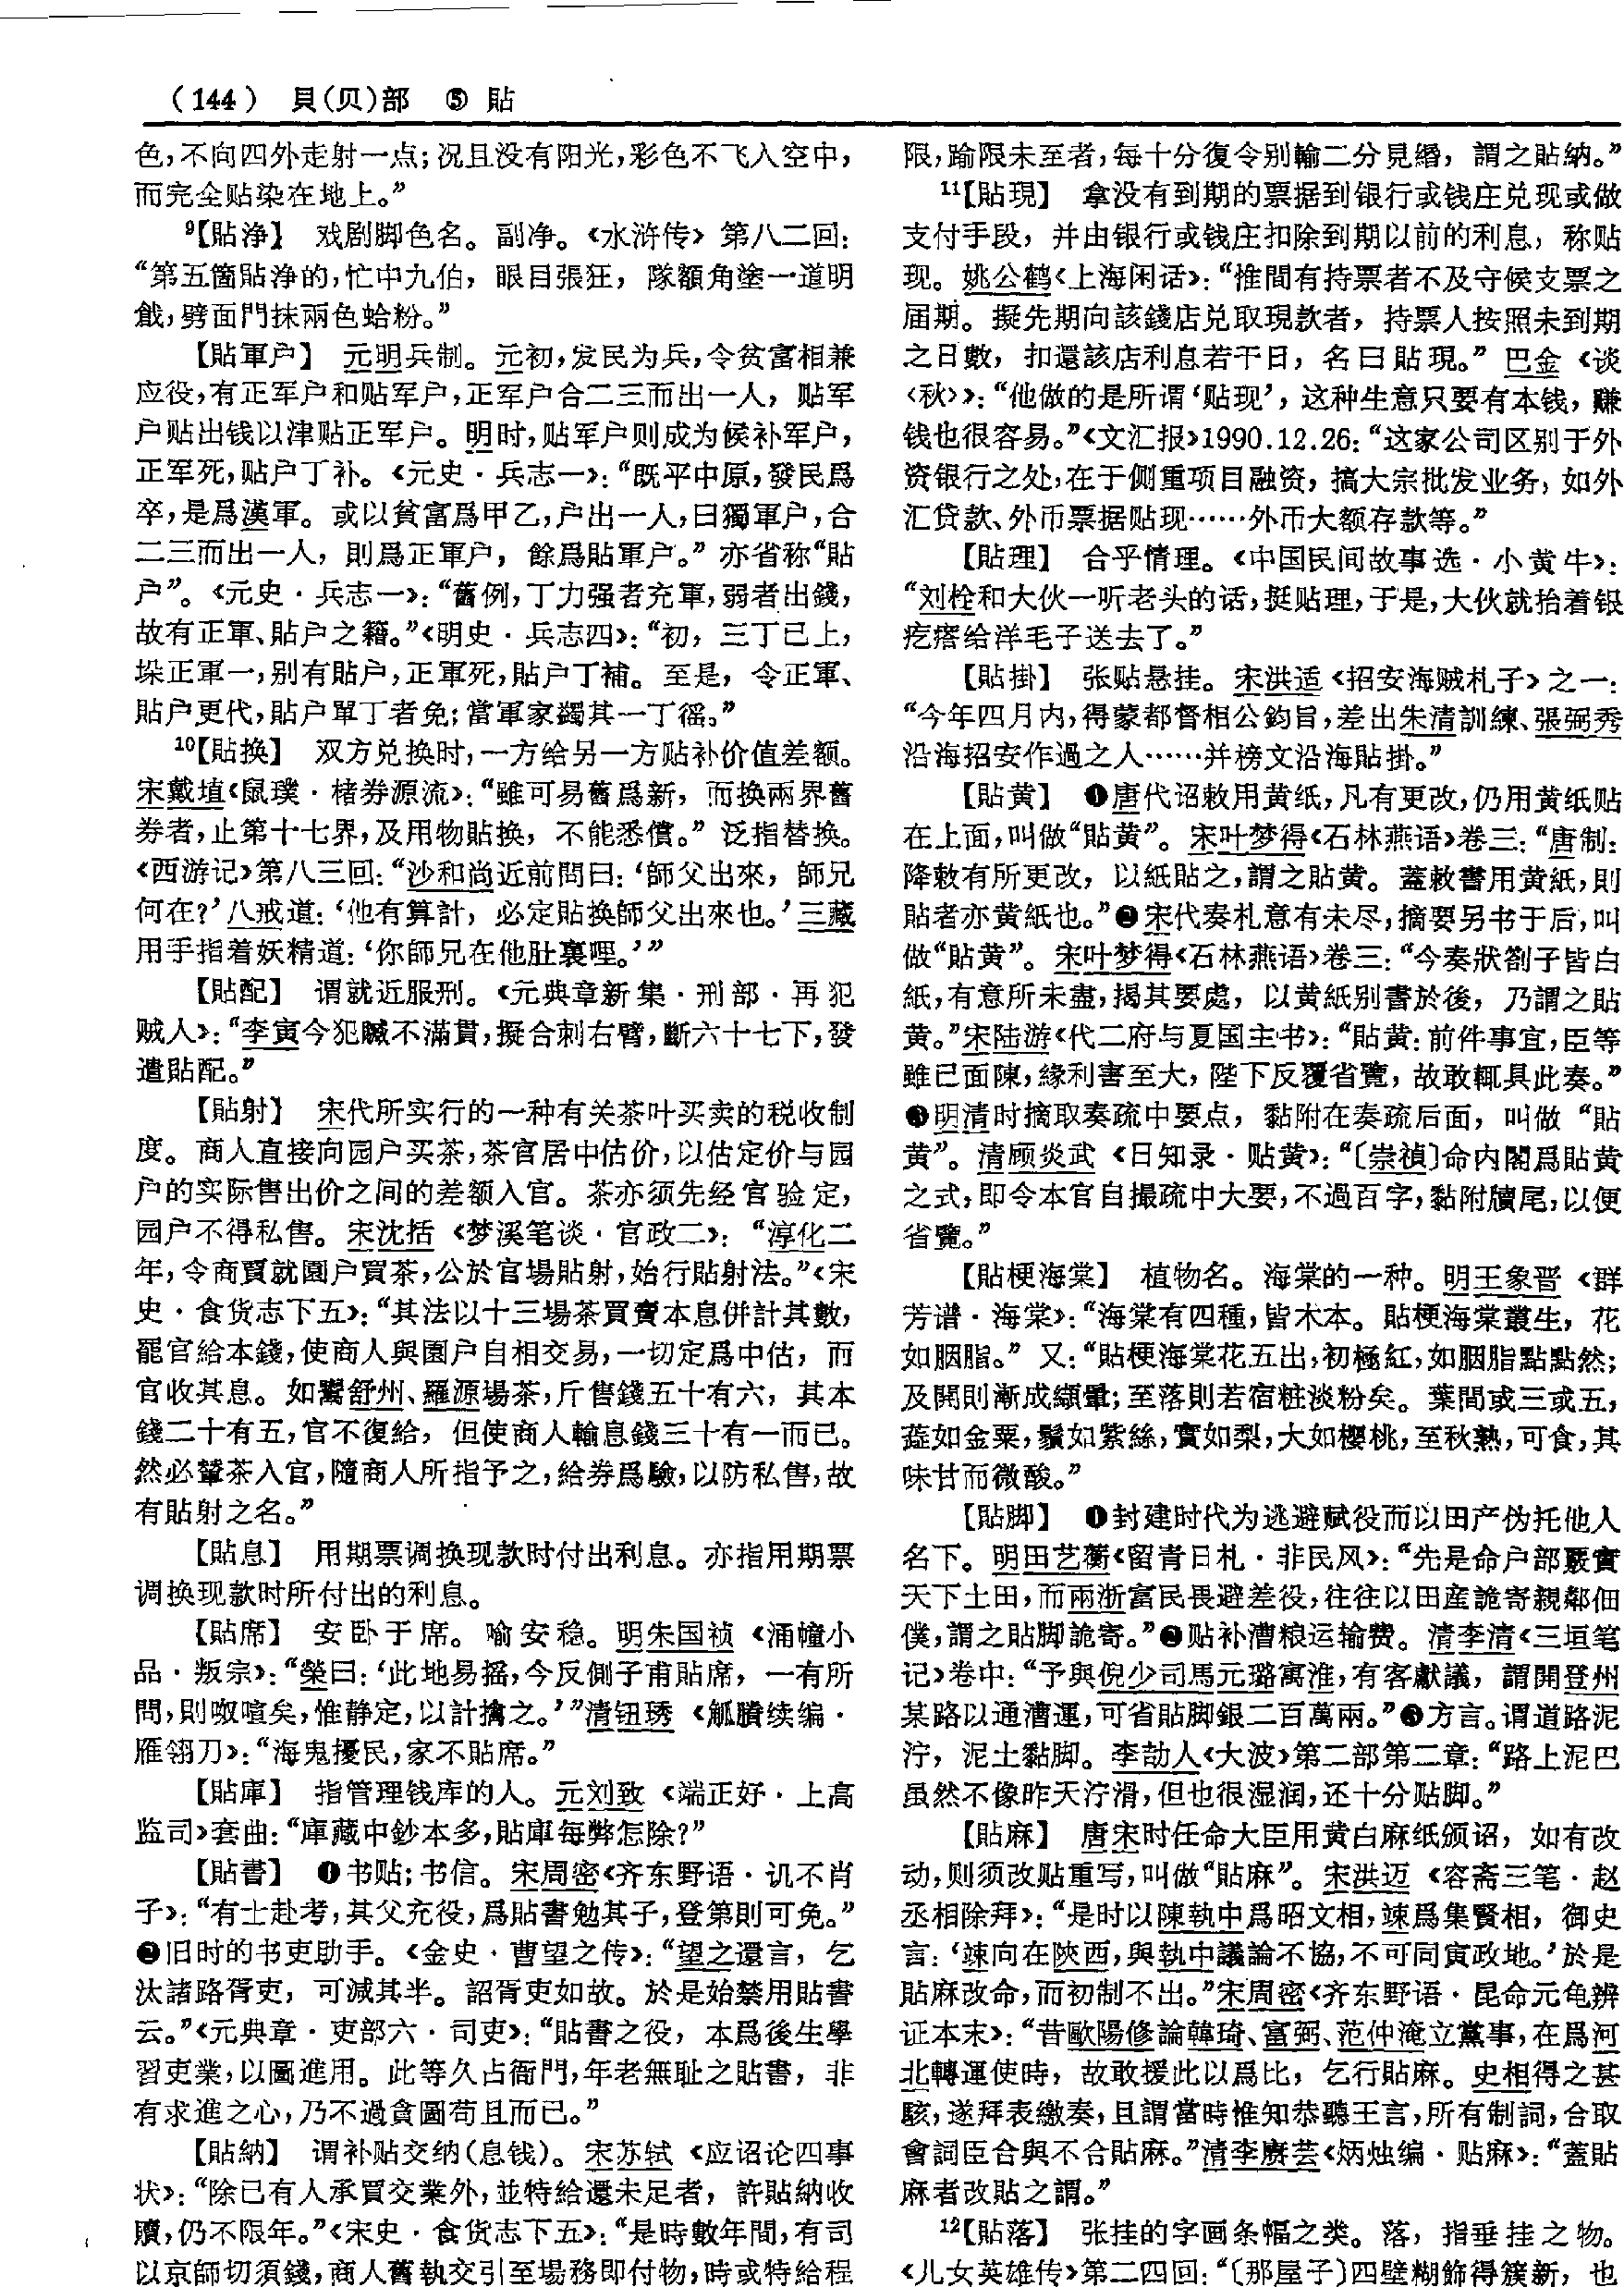 （144） 貝(贝)部 ⑤ 貼
色，不向四外走射一点；况且没有阳光，彩色不飞入空中，
而完全贴染在地上。”
⁹【貼浄】 戏剧脚色名。副净。《水浒传》第八二回：
“第五箇貼浄的，忙中九伯，眼目張狂，隊額角塗一道明
戧，劈面門抹兩色蛤粉。”
【貼軍户】 元明兵制。元初，发民为兵，令贫富相兼
应役，有正军户和贴军户，正军户合二三而出一人，贴军
户贴出钱以津贴正军户。明时，贴军户则成为候补军户，
正军死，贴户丁补。《元史·兵志一》：“既平中原，發民爲
卒，是爲漢軍。或以貧富爲甲乙，户出一人，曰獨軍户，合
二三而出一人，則爲正軍户，餘爲貼軍户。”亦省称“貼
户”。《元史·兵志一》：“舊例，丁力强者充軍，弱者出錢，
故有正軍、貼户之籍。”《明史·兵志四》：“初，三丁已上，
垛正軍一，别有貼户，正軍死，貼户丁補。至是，令正軍、
貼户更代，貼户單丁者免；當軍家蠲其一丁徭。”
¹⁰【貼换】 双方兑换时，一方给另一方贴补价值差额。
宋戴埴《鼠璞·楮券源流》：“雖可易舊爲新，而换兩界舊
券者，止第十七界，及用物貼换，不能悉償。”泛指替换。
《西游记》第八三回：“沙和尚近前問曰：‘師父出來，師兄
何在？’八戒道：‘他有算計，必定貼换師父出來也。’三藏
用手指着妖精道：‘你師兄在他肚裏哩。’”
【貼配】 谓就近服刑。《元典章新集·刑部·再犯
贼人》：“李寅今犯贓不滿貫，擬合刺右臂，斷六十七下，發
遣貼配。”
【貼射】 宋代所实行的一种有关茶叶买卖的税收制
度。商人直接向园户买茶，茶官居中估价，以估定价与园
户的实际售出价之间的差额入官。茶亦须先经官验定，
园户不得私售。宋沈括《梦溪笔谈·官政二》：“淳化二
年，令商賈就園户買茶，公於官場貼射，始行貼射法。”《宋
史·食货志下五》：“其法以十三場茶買賣本息併計其數，
罷官給本錢，使商人與園户自相交易，一切定爲中估，而
官收其息。如鬻舒州、羅源場茶，斤售錢五十有六，其本
錢二十有五，官不復給，但使商人輸息錢三十有一而已。
然必輦茶入官，隨商人所指予之，給券爲驗，以防私售，故
有貼射之名。”
【貼息】 用期票调换现款时付出利息。亦指用期票
调换现款时所付出的利息。
【貼席】 安卧于席。喻安稳。明朱国祯《涌幢小
品·叛宗》：“榮曰：‘此地易摇，今反側子甫貼席，一有所
問，則呶喧矣，惟静定，以計擒之。’”清钮琇《觚賸续编·
雁翎刀》：“海鬼擾民，家不貼席。”
【貼庫】 指管理钱库的人。元刘致《端正好·上高
监司》套曲：“庫藏中鈔本多，貼庫每弊怎除？”
【貼書】 ❶书贴；书信。宋周密《齐东野语·讥不肖
子》：“有士赴考，其父充役，爲貼書勉其子，登第則可免。”
❷旧时的书吏助手。《金史·曹望之传》：“望之還言，乞
汰諸路胥吏，可減其半。詔胥吏如故。於是始禁用貼書
云。”《元典章·吏部六·司吏》：“貼書之役，本爲後生學
習吏業，以圖進用。此等久占衙門，年老無耻之貼書，非
有求進之心，乃不過貪圖苟且而已。”
【貼納】 谓补贴交纳（息钱）。宋苏轼《应诏论四事
状》：“除已有人承買交業外，並特給還未足者，許貼納收
贖，仍不限年。”《宋史·食货志下五》：“是時數年間，有司
以京師切須錢，商人舊執交引至場務即付物，時或特給程
限，踰限未至者，每十分復令别輸二分見緡，謂之貼納。”
¹¹【貼現】 拿没有到期的票据到银行或钱庄兑现或做
支付手段，并由银行或钱庄扣除到期以前的利息，称贴
现。姚公鹤《上海闲话》：“惟間有持票者不及守候支票之
届期。擬先期向該錢店兑取現款者，持票人按照未到期
之日數，扣還該店利息若干日，名曰貼現。”巴金《谈
〈秋〉》：“他做的是所谓‘贴现’，这种生意只要有本钱，赚
钱也很容易。”《文汇报》1990.12.26：“这家公司区别于外
资银行之处，在于侧重项目融资，搞大宗批发业务，如外
汇贷款、外币票据贴现……外币大额存款等。”
【貼理】 合乎情理。《中国民间故事选·小黄牛》：
“刘栓和大伙一听老头的话，挺贴理，于是，大伙就抬着银
疙瘩给洋毛子送去了。”
【貼掛】 张贴悬挂。宋洪适《招安海贼札子》之一：
“今年四月内，得蒙都督相公鈞旨，差出朱清訓練、張弼秀
沿海招安作過之人……并榜文沿海貼掛。”
【貼黄】 ❶唐代诏敕用黄纸，凡有更改，仍用黄纸贴
在上面，叫做“貼黄”。宋叶梦得《石林燕语》卷三：“唐制：
降敕有所更改，以紙貼之，謂之貼黄。蓋敕書用黄紙，則
貼者亦黄紙也。”❷宋代奏札意有未尽，摘要另书于后，叫
做“貼黄”。宋叶梦得《石林燕语》卷三：“今奏狀劄子皆白
紙，有意所未盡，揭其要處，以黄紙别書於後，乃謂之貼
黄。”宋陆游《代二府与夏国主书》：“貼黄：前件事宜，臣等
雖已面陳，緣利害至大，陛下反覆省覽，故敢輒具此奏。”
❸明清时摘取奏疏中要点，黏附在奏疏后面，叫做“貼
黄”。清顾炎武《日知录·贴黄》：“〔崇禎〕命内閣爲貼黄
之式，即令本官自撮疏中大要，不過百字，黏附牘尾，以便
省覽。”
【貼梗海棠】 植物名。海棠的一种。明王象晋《群
芳谱·海棠》：“海棠有四種，皆木本。貼梗海棠叢生，花
如胭脂。”又：“貼梗海棠花五出，初極紅，如胭脂點點然；
及開則漸成纈暈；至落則若宿粧淡粉矣。葉間或三或五，
蕋如金粟，鬚如紫絲，實如梨，大如櫻桃，至秋熟，可食，其
味甘而微酸。”
【貼脚】 ❶封建时代为逃避赋役而以田产伪托他人
名下。明田艺蘅《留青日札·非民风》：“先是命户部覈實
天下土田，而兩浙富民畏避差役，往往以田産詭寄親鄰佃
僕，謂之貼脚詭寄。”❷贴补漕粮运输费。清李清《三垣笔
记》卷中：“予與倪少司馬元璐寓淮，有客獻議，謂開登州
某路以通漕運，可省貼脚銀二百萬兩。”❸方言。谓道路泥
泞，泥土黏脚。李劼人《大波》第二部第二章：“路上泥巴
虽然不像昨天泞滑，但也很湿润，还十分贴脚。”
【貼麻】 唐宋时任命大臣用黄白麻纸颁诏，如有改
动，则须改贴重写，叫做“貼麻”。宋洪迈《容斋三笔·赵
丞相除拜》：“是时以陳執中爲昭文相，竦爲集賢相，御史
言：‘竦向在陝西，與執中議論不協，不可同寅政地。’於是
貼麻改命，而初制不出。”宋周密《齐东野语·昆命元龟辨
证本末》：“昔歐陽修論韓琦、富弼、范仲淹立黨事，在爲河
北轉運使時，故敢援此以爲比，乞行貼麻。史相得之甚
駭，遂拜表繳奏，且謂當時惟知恭聽王言，所有制詞，合取
會詞臣合與不合貼麻。”清李赓芸《炳烛编·贴麻》：“蓋貼
麻者改貼之謂。”
¹²【貼落】 张挂的字画条幅之类。落，指垂挂之物。
《儿女英雄传》第二四回：“〔那屋子〕四壁糊飾得簇新，也